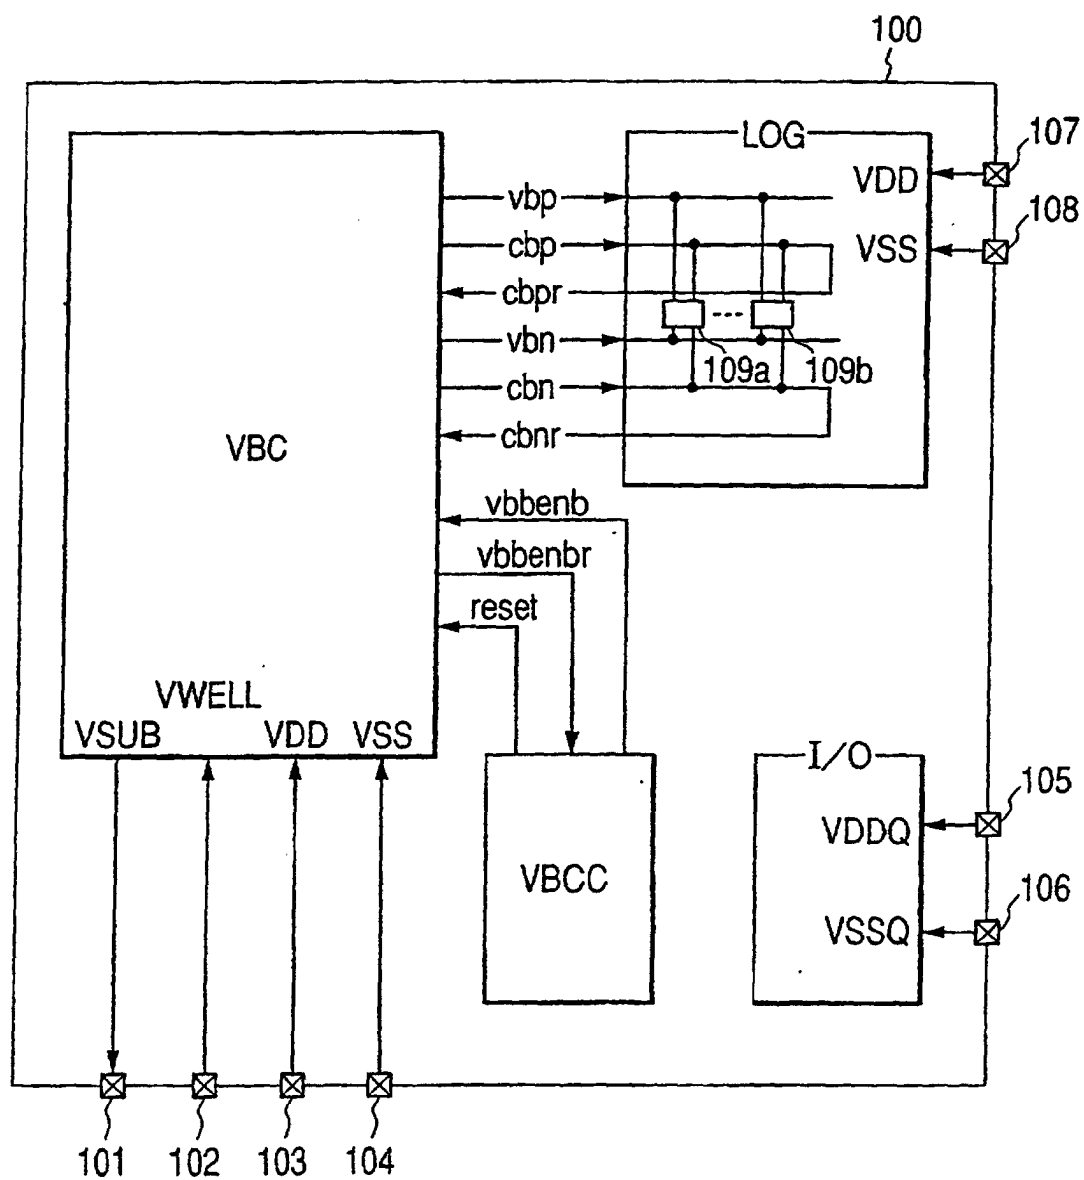 100
LOG
107
VDD
108
VSS
vbp
cbp
cbpr
vbn
cbn
cbnr
109a
109b
VBC
vbbenb
vbbenbr
reset
VWELL
VSUB
VDD
VSS
VBCC
I/O
VDDQ
105
VSSQ
106
101
102
103
104